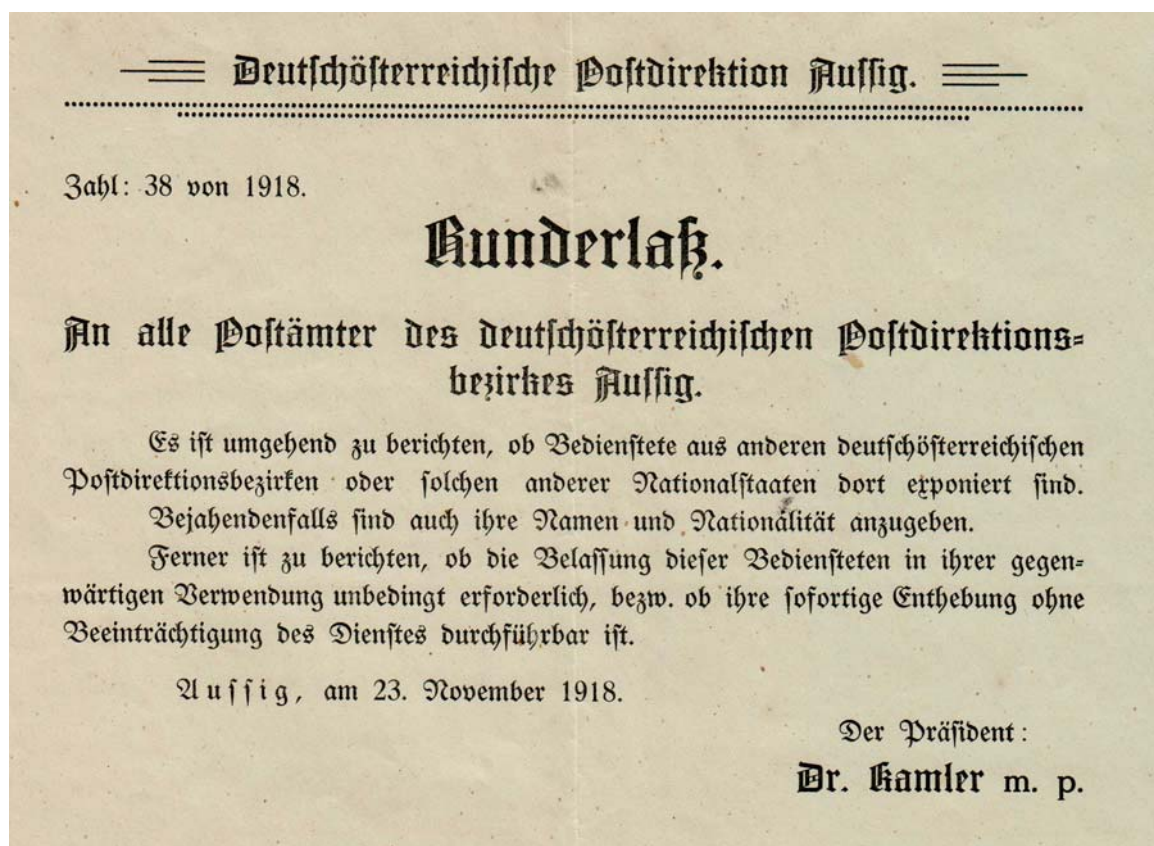 Deutschösterreichische Postdirektion Aussig.
Zahl: 38 von 1918.
Runderlaß.
An alle Postämter des deutschösterreichischen Postdirektions-
bezirkes Aussig.
Es ist umgehend zu berichten, ob Bedienstete aus anderen deutschösterreichischen
Postdirektionsbezirken oder solchen anderer Nationalstaaten dort exponiert sind.
Bejahendenfalls sind auch ihre Namen und Nationalität anzugeben.
Ferner ist zu berichten, ob die Belassung dieser Bediensteten in ihrer gegen-
wärtigen Verwendung unbedingt erforderlich, bezw. ob ihre sofortige Enthebung ohne
Beeinträchtigung des Dienstes durchführbar ist.
Aussig, am 23. November 1918.
Der Präsident:
Dr. Kamler m. p.